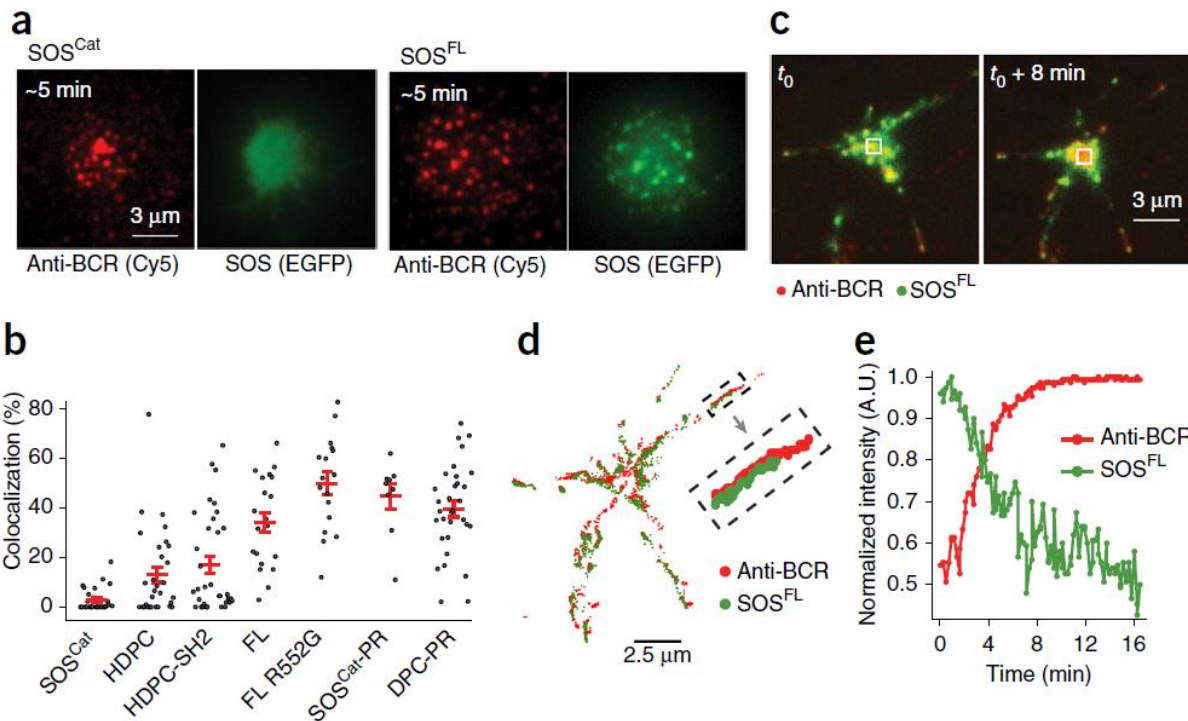 a
SOS^Cat
SOS^FL
~5 min
~5 min
3 μm
Anti-BCR (Cy5)
SOS (EGFP)
Anti-BCR (Cy5)
SOS (EGFP)
c
t0
t0 + 8 min
3 μm
Anti-BCR
SOS^FL
b
Colocalization (%)
80
60
40
20
0
SOS^Cat
HDPC
HDPC-SH2
FL
FL R552G
SOS^Cat-PR
DPC-PR
d
Anti-BCR
SOS^FL
2.5 μm
e
Normalized intensity (A.U.)
1.0
0.9
0.8
0.7
0.6
0.5
Anti-BCR
SOS^FL
0
4
8
12
16
Time (min)